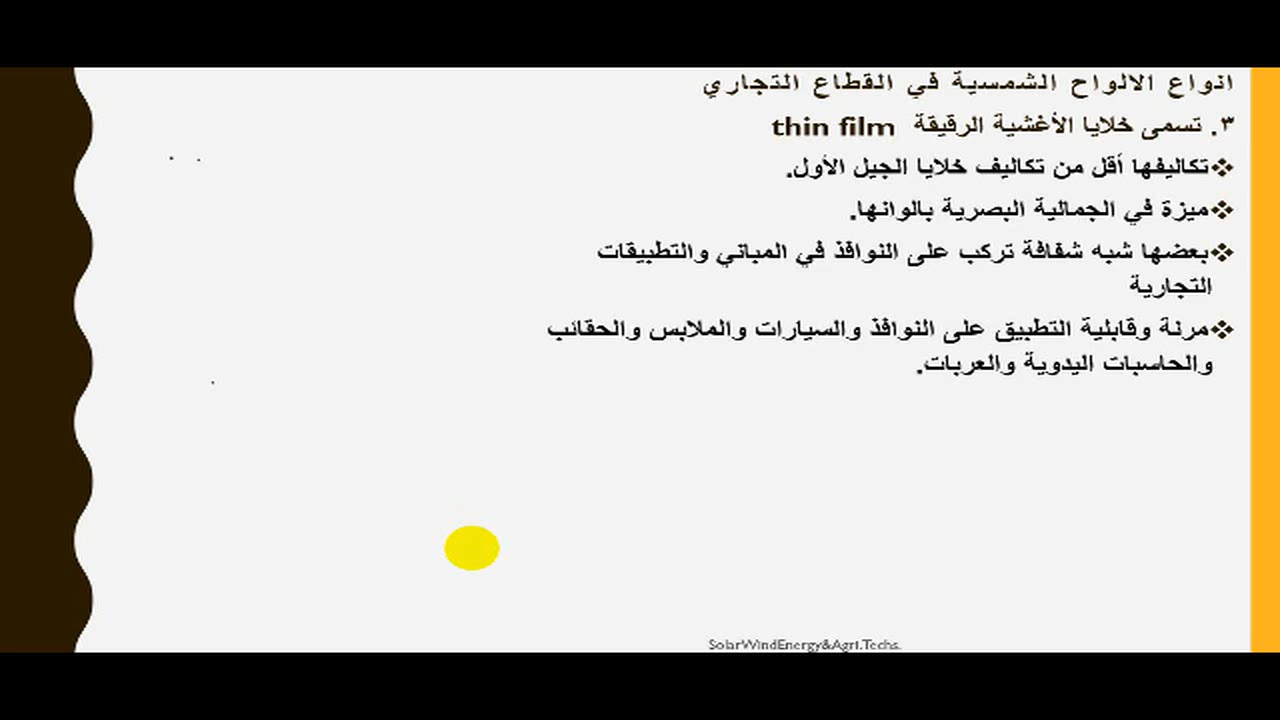 انواع الالواح الشمسية في القطاع التجاري
٣. تسمى خلايا الأغشية الرقيقة thin film
❖تكاليفها أقل من تكاليف خلايا الجيل الأول.
❖ميزة في الجمالية البصرية بالوانها.
❖بعضها شبه شفافة تركب على النوافذ في المباني والتطبيقات
التجارية
❖مرنة وقابلية التطبيق على النوافذ والسيارات والملابس والحقائب
والحاسبات اليدوية والعربات.
SolarWindEnergy&Agri.Techs.